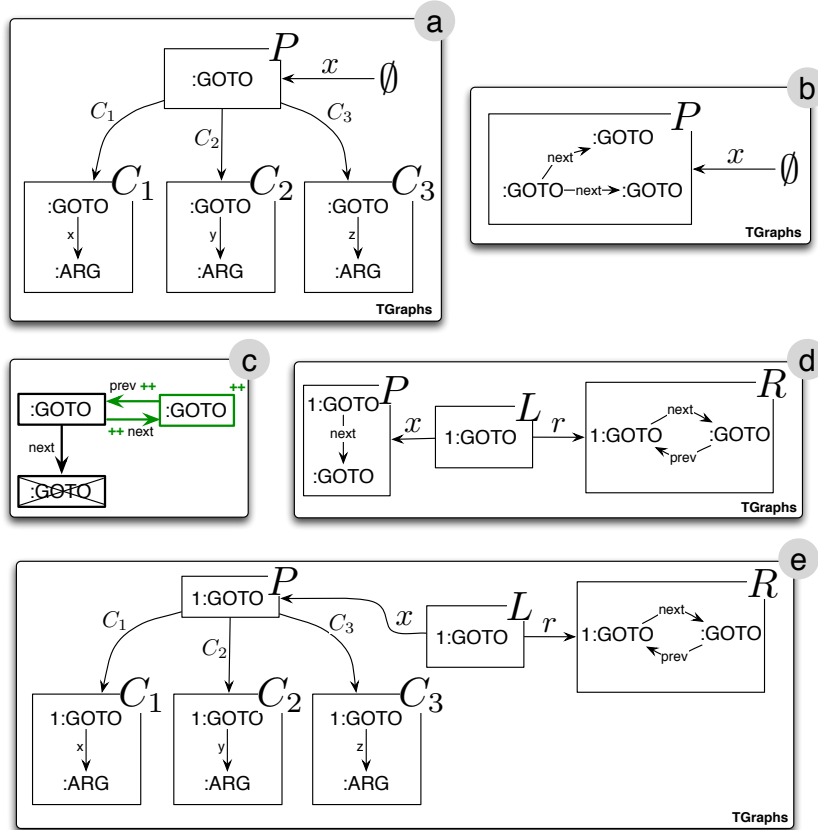 a
P
:GOTO
x
∅
C1
C2
C3
C1
C2
C3
:GOTO
:GOTO
:GOTO
x
y
z
:ARG
:ARG
:ARG
TGraphs
b
P
:GOTO
next
:GOTO
next
:GOTO
x
∅
TGraphs
c
prev ++
++
:GOTO
:GOTO
++ next
next
:GOTO
d
P
1:GOTO
next
:GOTO
x
L
1:GOTO
r
R
next
1:GOTO
:GOTO
prev
TGraphs
e
P
1:GOTO
x
L
1:GOTO
r
R
next
1:GOTO
:GOTO
prev
C1
C2
C3
C1
C2
C3
1:GOTO
1:GOTO
1:GOTO
x
y
z
:ARG
:ARG
:ARG
TGraphs